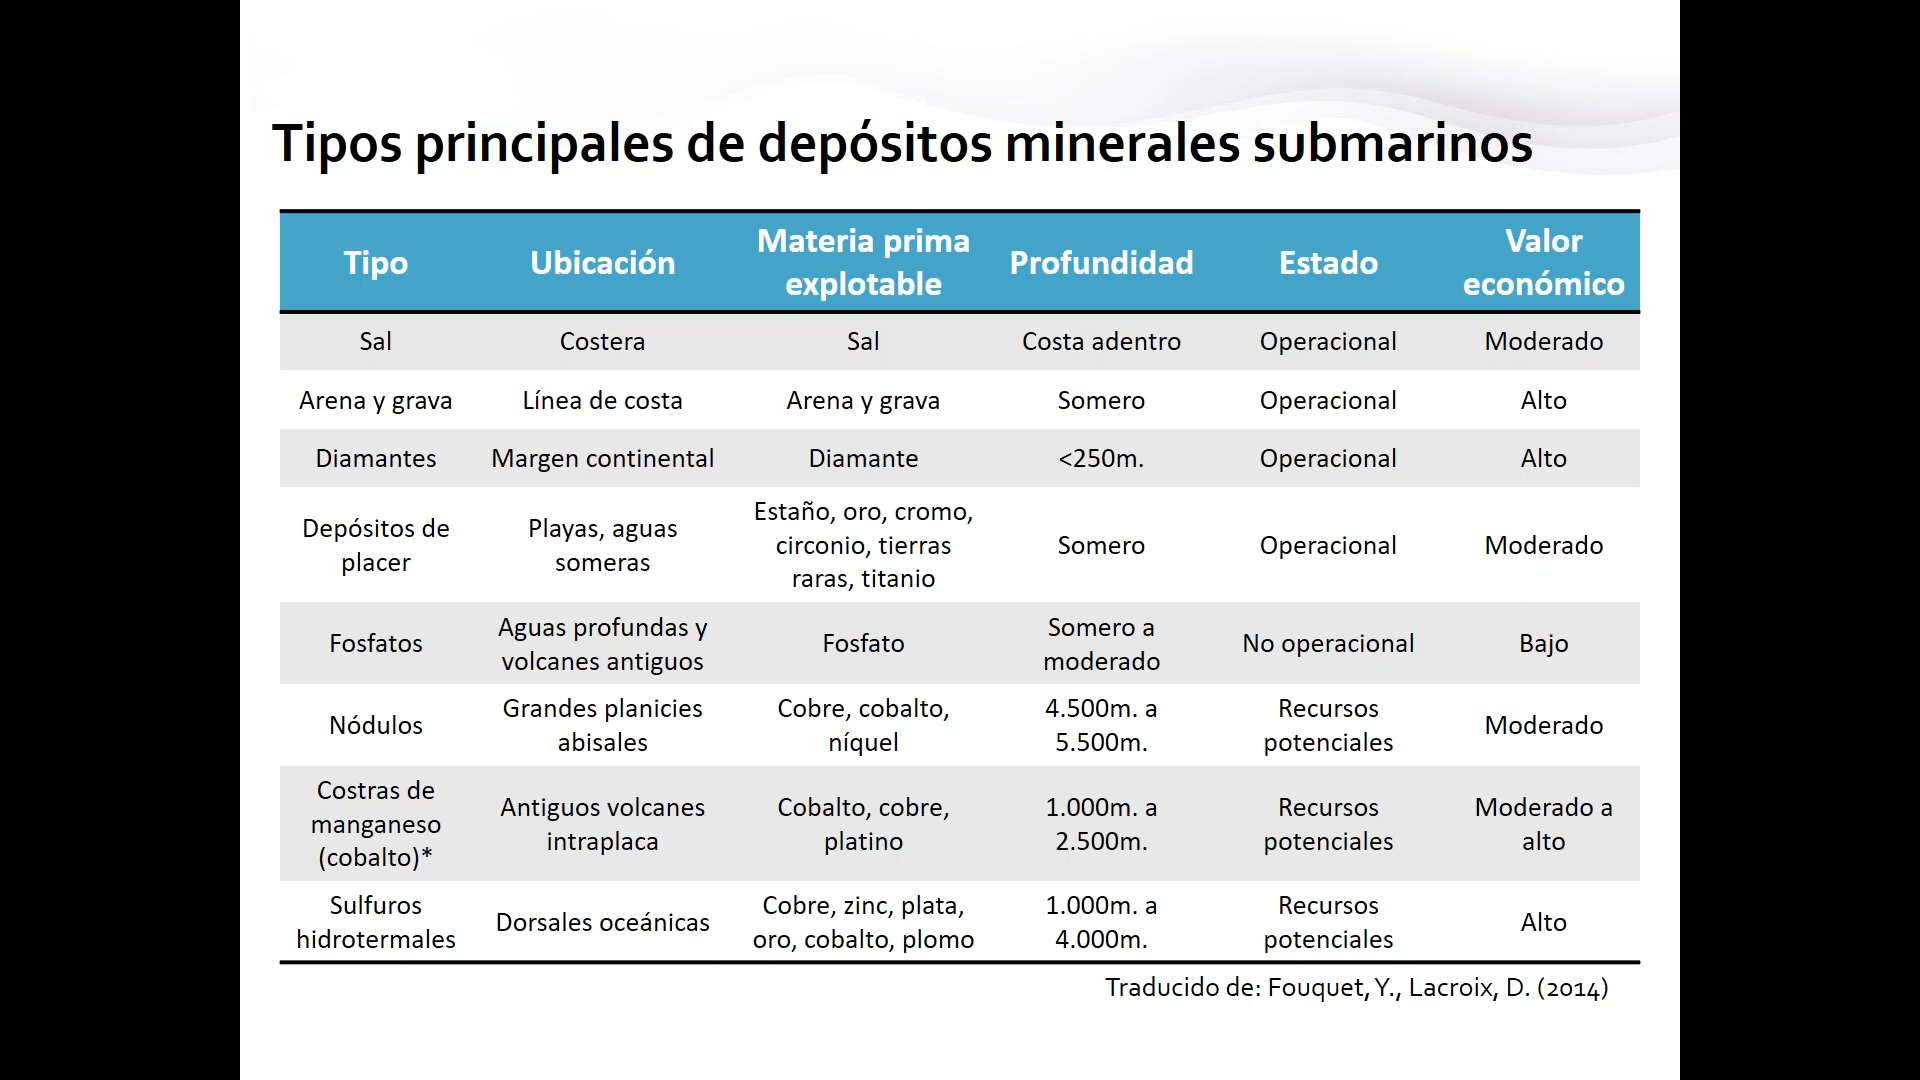 Tipos principales de depósitos minerales submarinos
Tipo Ubicación Materia prima explotable Profundidad Estado Valor económico
Sal Costera Sal Costa adentro Operacional Moderado
Arena y grava Línea de costa Arena y grava Somero Operacional Alto
Diamantes Margen continental Diamante <250m. Operacional Alto
Depósitos de placer Playas, aguas someras Estaño, oro, cromo, circonio, tierras raras, titanio Somero Operacional Moderado
Fosfatos Aguas profundas y volcanes antiguos Fosfato Somero a moderado No operacional Bajo
Nódulos Grandes planicies abisales Cobre, cobalto, níquel 4.500m. a 5.500m. Recursos potenciales Moderado
Costras de manganeso (cobalto)* Antiguos volcanes intraplaca Cobalto, cobre, platino 1.000m. a 2.500m. Recursos potenciales Moderado a alto
Sulfuros hidrotermales Dorsales oceánicas Cobre, zinc, plata, oro, cobalto, plomo 1.000m. a 4.000m. Recursos potenciales Alto
Traducido de: Fouquet, Y., Lacroix, D. (2014)